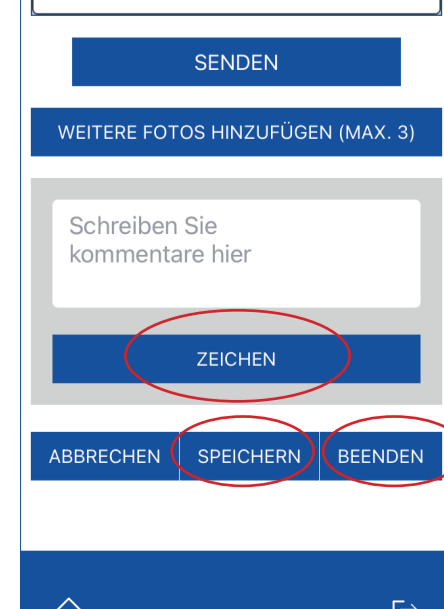 SENDEN
WEITERE FOTOS HINZUFÜGEN (MAX. 3)
Schreiben Sie
kommentare hier
ZEICHEN
ABBRECHEN SPEICHERN BEENDEN